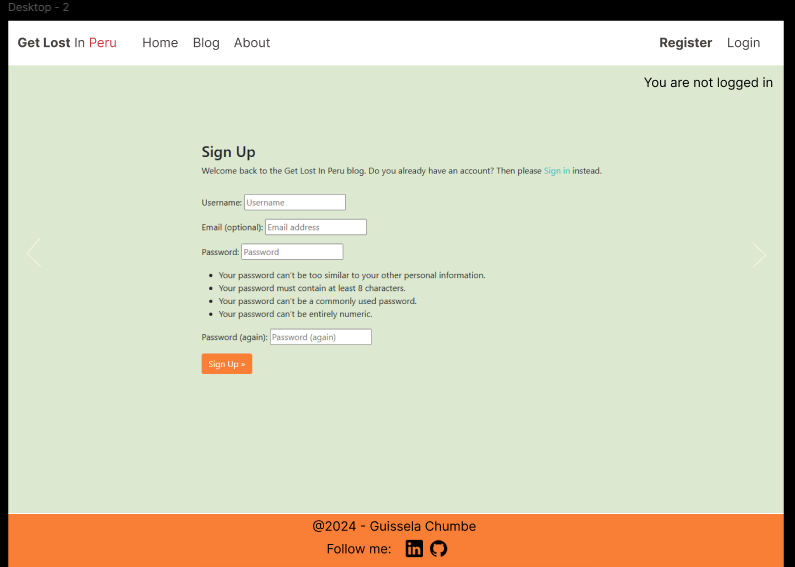 Desktop - 2
Get Lost In Peru Home Blog About Register Login
You are not logged in
Sign Up
Welcome back to the Get Lost In Peru blog. Do you already have an account? Then please Sign in instead.
Username: Username
Email (optional): Email address
Password: Password
• Your password can't be too similar to your other personal information.
• Your password must contain at least 8 characters.
• Your password can't be a commonly used password.
• Your password can't be entirely numeric.
Password (again): Password (again)
Sign Up »
@2024 - Guissela Chumbe
Follow me: in